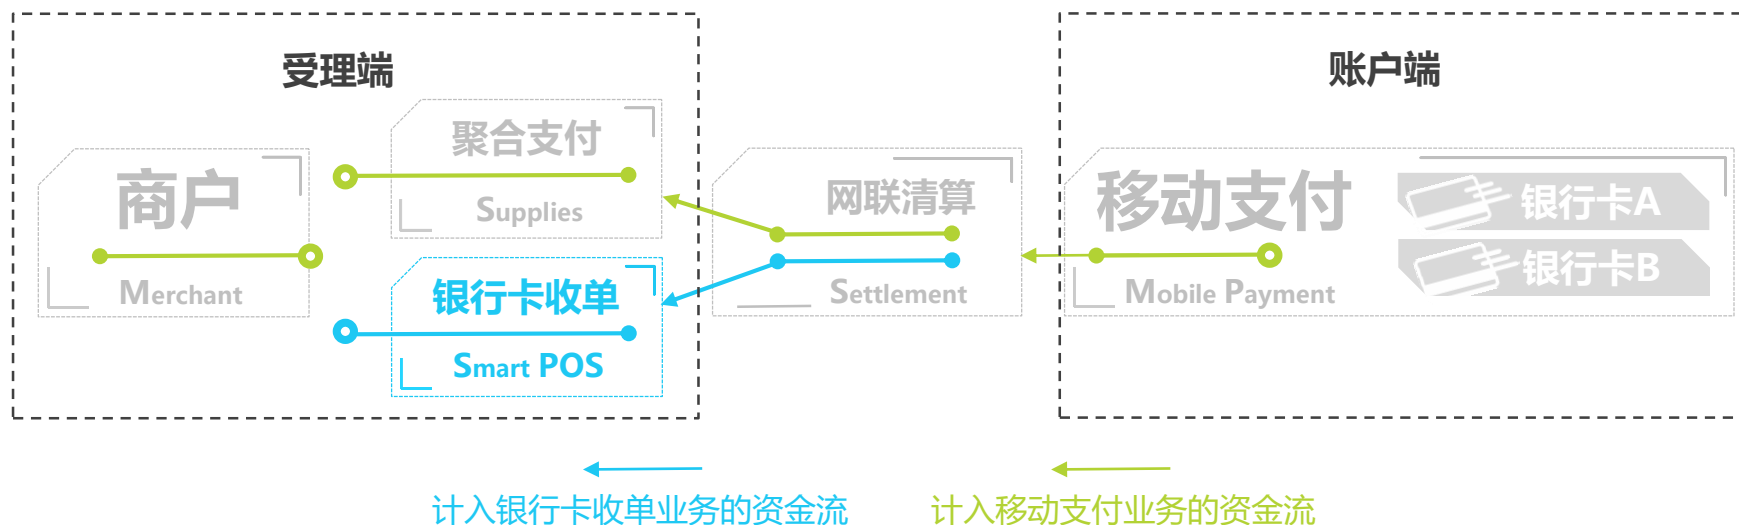 受理端
账户端
聚合支付
Supplies
商户
Merchant
银行卡收单
Smart POS
网联清算
Settlement
移动支付
Mobile Payment
银行卡A
银行卡B
计入银行卡收单业务的资金流
计入移动支付业务的资金流